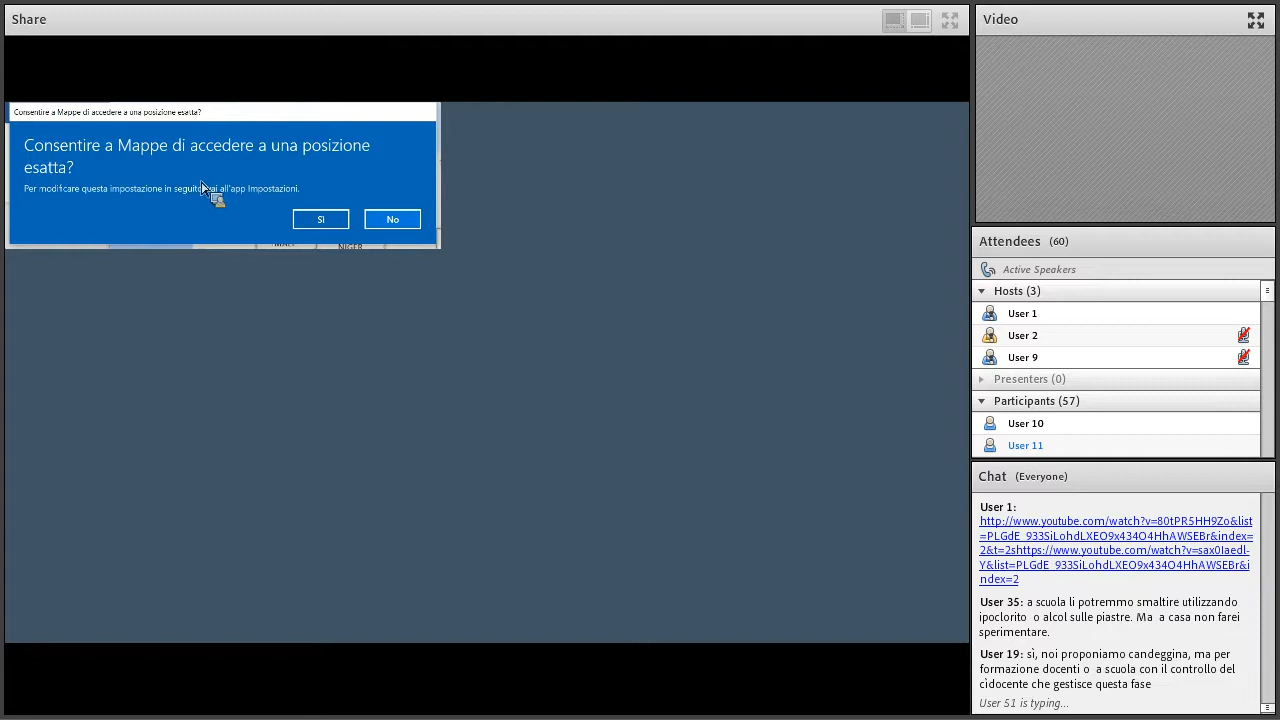 Share
Consentire a Mappe di accedere a una posizione esatta?
Consentire a Mappe di accedere a una posizione
esatta?
Per modificare questa impostazione in seguito vai all'app Impostazioni.
Sì
No
NIGER
Video
Attendees (60)
Active Speakers
Hosts (3)
User 1
User 2
User 9
Presenters (0)
Participants (57)
User 10
User 11
Chat (Everyone)
User 1:
http://www.youtube.com/watch?v=80tPR5HH9Zo&list
=PLGdE_933SiLohdLXEO9x434O4HhAWSEBr&index=
2&t=2shttps://www.youtube.com/watch?v=sax0Iaedl-
Y&list=PLGdE_933SiLohdLXEO9x434O4HhAWSEBr&i
ndex=2
User 35: a scuola li potremmo smaltire utilizzando
ipoclorito o alcol sulle piastre. Ma a casa non farei
sperimentare.
User 19: sì, noi proponiamo candeggina, ma per
formazione docenti o a scuola con il controllo del
cìdocente che gestisce questa fase
User 51 is typing...